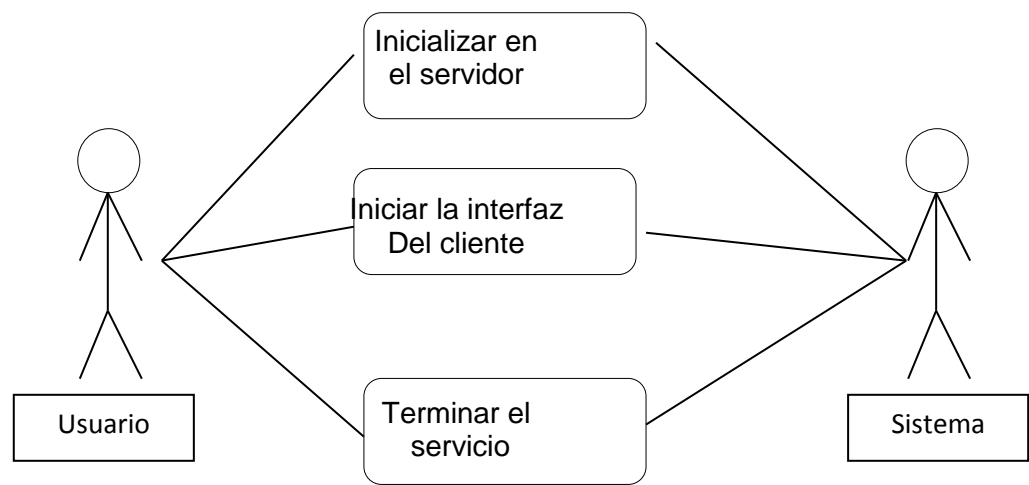 Inicializar en
el servidor
Iniciar la interfaz
Del cliente
Terminar el
servicio
Usuario
Sistema